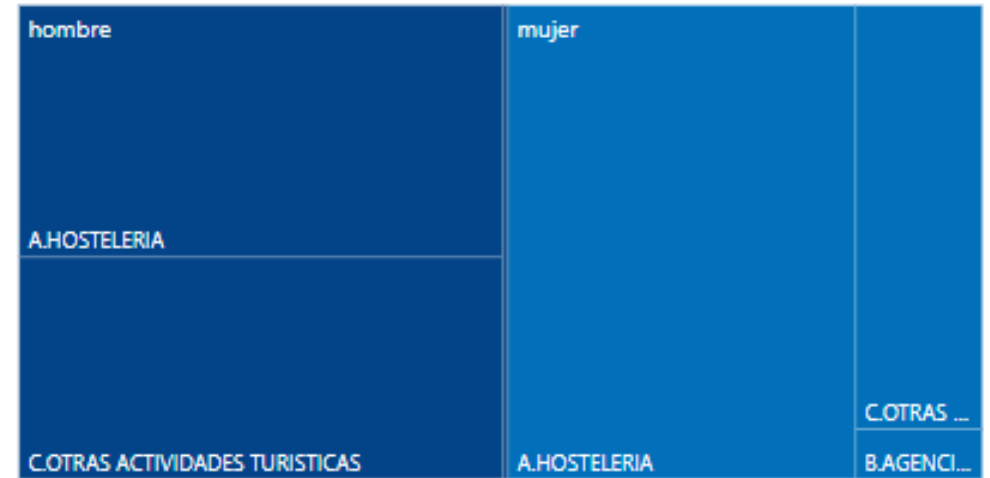 hombre
A.HOSTELERIA
C.OTRAS ACTIVIDADES TURISTICAS
mujer
A.HOSTELERIA
C.OTRAS ...
B.AGENCI...